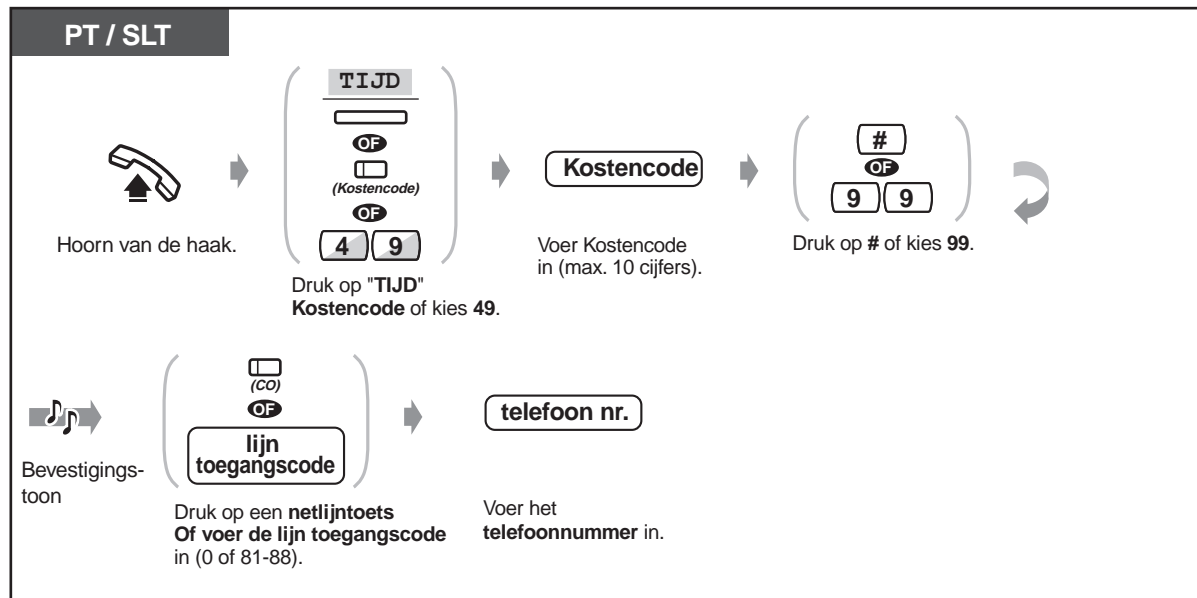 PT / SLT
Hoorn van de haak.
TIJD
OF
(Kostencode)
OF
4 9
Druk op "TIJD"
Kostencode of kies 49.
Kostencode
Voer Kostencode
in (max. 10 cijfers).
#
OF
9 9
Druk op # of kies 99.
Bevestigings-
toon
(CO)
OF
lijn
toegangscode
Druk op een netlijntoets
Of voer de lijn toegangscode
in (0 of 81-88).
telefoon nr.
Voer het
telefoonnummer in.